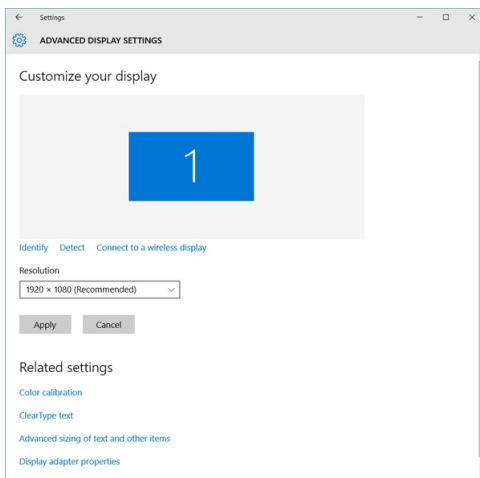 Settings
ADVANCED DISPLAY SETTINGS
Customize your display
1
Identify Detect Connect to a wireless display
Resolution
1920 × 1080 (Recommended)
Apply Cancel
Related settings
Color calibration
ClearType text
Advanced sizing of text and other items
Display adapter properties